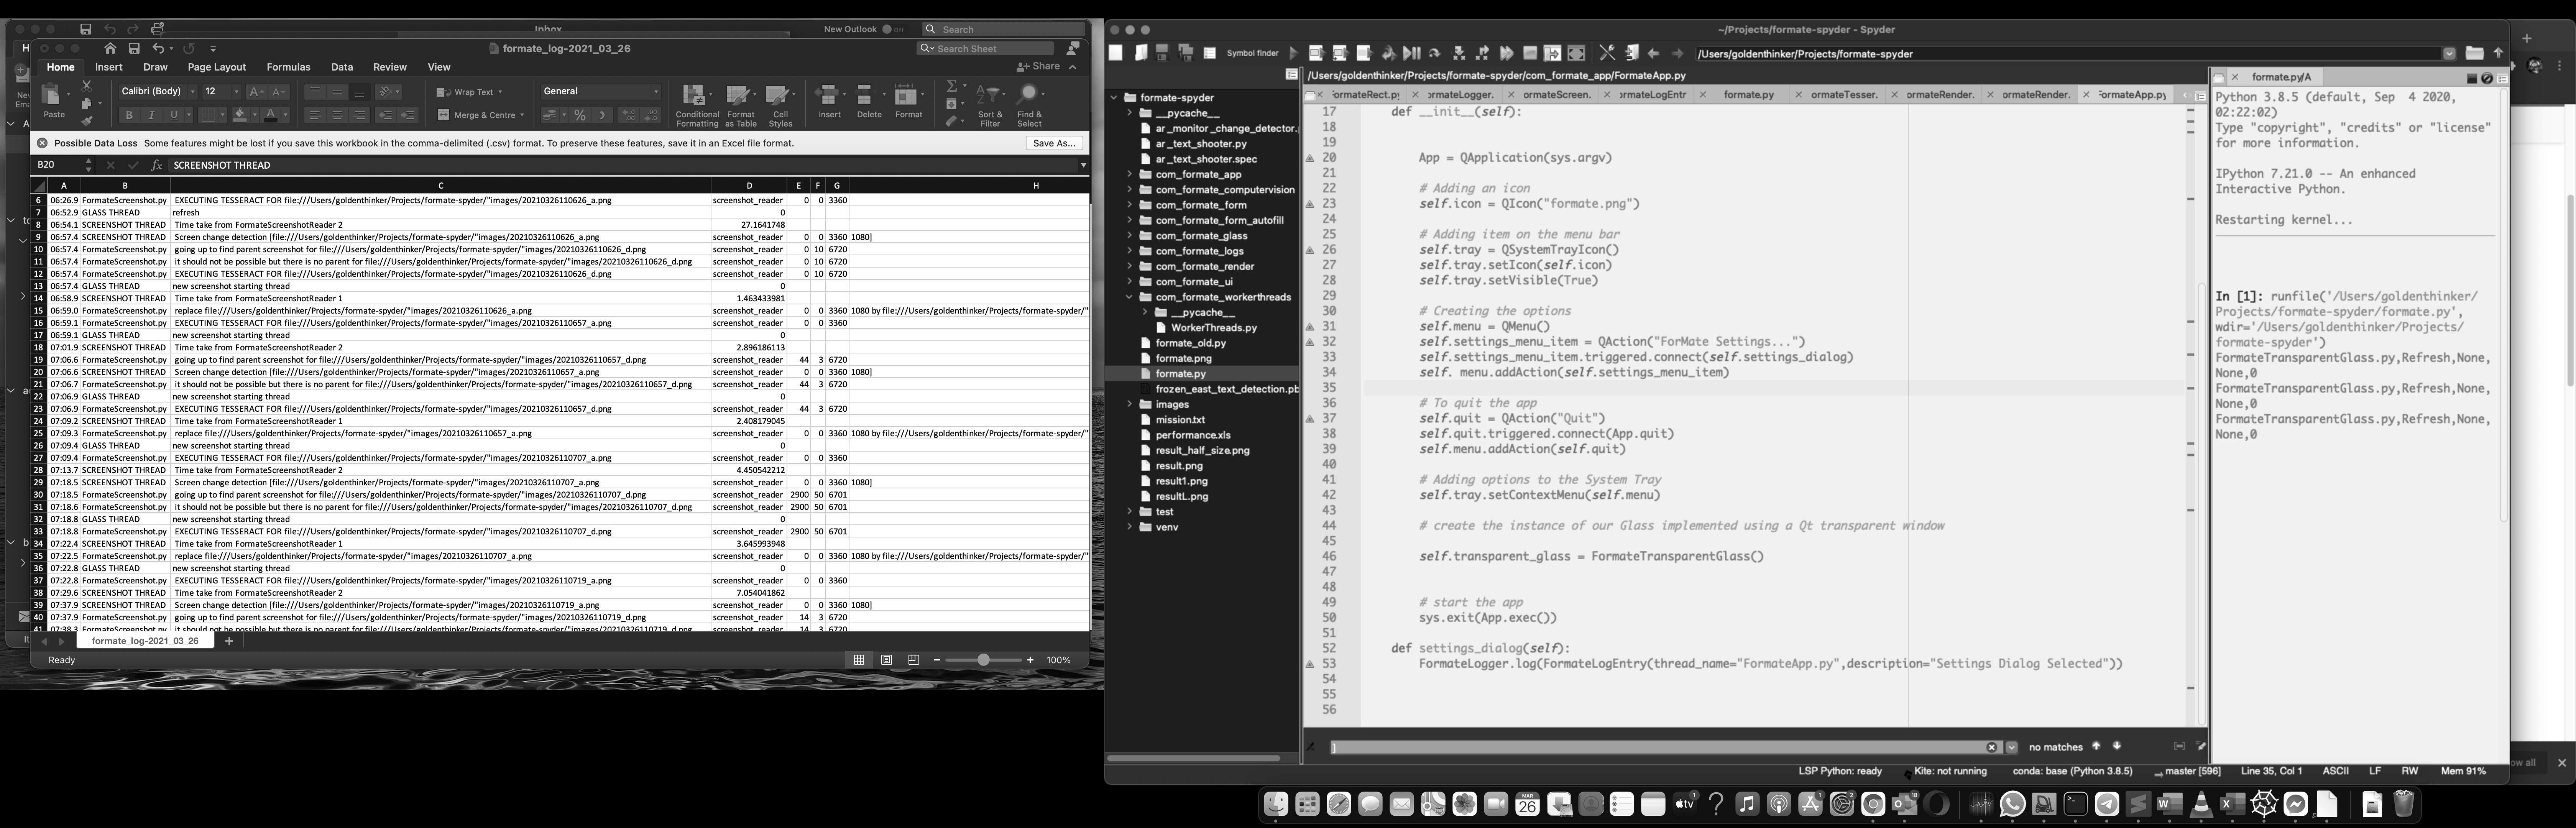 Inbox
New Outlook
on
Search
formate_log-2021_03_26
Search Sheet
Home Insert Draw Page Layout Formulas Data Review View
Share
Paste
Calibri (Body) 12
Wrap Text
Merge & Centre
General
Conditional Formatting
Format as Table
Cell Styles
Insert Delete Format
Sort & Filter
Find & Select
Possible Data Loss Some features might be lost if you save this workbook in the comma-delimited (.csv) format. To preserve these features, save it in an Excel file format.
Save As...
B20 fx SCREENSHOT THREAD
A B C D E F G H
6 06:26.9 FormateScreenshot.py EXECUTING TESSERACT FOR file:///Users/goldenthinker/Projects/formate-spyder/"images/20210326110626_a.png screenshot_reader 0 0 3360
7 06:52.9 GLASS THREAD refresh 0
8 06:54.1 SCREENSHOT THREAD Time take from FormateScreenshotReader 2 27.1641748
9 06:57.4 SCREENSHOT THREAD Screen change detection [file:///Users/goldenthinker/Projects/formate-spyder/"images/20210326110626_a.png screenshot_reader 0 0 3360 1080]
10 06:57.4 FormateScreenshot.py going up to find parent screenshot for file:///Users/goldenthinker/Projects/formate-spyder/"images/20210326110626_d.png screenshot_reader 0 10 6720
11 06:57.4 FormateScreenshot.py it should not be possible but there is no parent for file:///Users/goldenthinker/Projects/formate-spyder/"images/20210326110626_d.png screenshot_reader 0 10 6720
12 06:57.4 FormateScreenshot.py EXECUTING TESSERACT FOR file:///Users/goldenthinker/Projects/formate-spyder/"images/20210326110626_d.png screenshot_reader 0 10 6720
13 06:57.4 GLASS THREAD new screenshot starting thread 0
14 06:58.9 SCREENSHOT THREAD Time take from FormateScreenshotReader 1 1.463433981
15 06:59.0 FormateScreenshot.py replace file:///Users/goldenthinker/Projects/formate-spyder/"images/20210326110626_a.png screenshot_reader 0 0 3360 1080 by file:///Users/goldenthinker/Projects/formate-spyder/"
16 06:59.1 FormateScreenshot.py EXECUTING TESSERACT FOR file:///Users/goldenthinker/Projects/formate-spyder/"images/20210326110657_a.png screenshot_reader 0 0 3360
17 06:59.1 GLASS THREAD new screenshot starting thread 0
18 07:01.9 SCREENSHOT THREAD Time take from FormateScreenshotReader 2 2.896186113
19 07:06.6 FormateScreenshot.py going up to find parent screenshot for file:///Users/goldenthinker/Projects/formate-spyder/"images/20210326110657_d.png screenshot_reader 44 3 6720
20 07:06.6 SCREENSHOT THREAD Screen change detection [file:///Users/goldenthinker/Projects/formate-spyder/"images/20210326110657_a.png screenshot_reader 0 0 3360 1080]
21 07:06.7 FormateScreenshot.py it should not be possible but there is no parent for file:///Users/goldenthinker/Projects/formate-spyder/"images/20210326110657_d.png screenshot_reader 44 3 6720
22 07:06.9 GLASS THREAD new screenshot starting thread 0
23 07:06.9 FormateScreenshot.py EXECUTING TESSERACT FOR file:///Users/goldenthinker/Projects/formate-spyder/"images/20210326110657_d.png screenshot_reader 44 3 6720
24 07:09.2 SCREENSHOT THREAD Time take from FormateScreenshotReader 1 2.408179045
25 07:09.3 FormateScreenshot.py replace file:///Users/goldenthinker/Projects/formate-spyder/"images/20210326110657_a.png screenshot_reader 0 0 3360 1080 by file:///Users/goldenthinker/Projects/formate-spyder/"
26 07:09.4 GLASS THREAD new screenshot starting thread 0
27 07:09.4 FormateScreenshot.py EXECUTING TESSERACT FOR file:///Users/goldenthinker/Projects/formate-spyder/"images/20210326110707_a.png screenshot_reader 0 0 3360
28 07:13.7 SCREENSHOT THREAD Time take from FormateScreenshotReader 2 4.450542212
29 07:18.5 SCREENSHOT THREAD Screen change detection [file:///Users/goldenthinker/Projects/formate-spyder/"images/20210326110707_a.png screenshot_reader 0 0 3360 1080]
30 07:18.5 FormateScreenshot.py going up to find parent screenshot for file:///Users/goldenthinker/Projects/formate-spyder/"images/20210326110707_d.png screenshot_reader 2900 50 6701
31 07:18.6 FormateScreenshot.py it should not be possible but there is no parent for file:///Users/goldenthinker/Projects/formate-spyder/"images/20210326110707_d.png screenshot_reader 2900 50 6701
32 07:18.8 GLASS THREAD new screenshot starting thread 0
33 07:18.8 FormateScreenshot.py EXECUTING TESSERACT FOR file:///Users/goldenthinker/Projects/formate-spyder/"images/20210326110707_d.png screenshot_reader 2900 50 6701
34 07:22.4 SCREENSHOT THREAD Time take from FormateScreenshotReader 1 3.645993948
35 07:22.5 FormateScreenshot.py replace file:///Users/goldenthinker/Projects/formate-spyder/"images/20210326110707_a.png screenshot_reader 0 0 3360 1080 by file:///Users/goldenthinker/Projects/formate-spyder/"
36 07:22.8 GLASS THREAD new screenshot starting thread 0
37 07:22.8 FormateScreenshot.py EXECUTING TESSERACT FOR file:///Users/goldenthinker/Projects/formate-spyder/"images/20210326110719_a.png screenshot_reader 0 0 3360
38 07:29.6 SCREENSHOT THREAD Time take from FormateScreenshotReader 2 7.054041862
39 07:37.9 SCREENSHOT THREAD Screen change detection [file:///Users/goldenthinker/Projects/formate-spyder/"images/20210326110719_a.png screenshot_reader 0 0 3360 1080]
40 07:37.9 FormateScreenshot.py going up to find parent screenshot for file:///Users/goldenthinker/Projects/formate-spyder/"images/20210326110719_d.png screenshot_reader 14 3 6720
41 07:38.3 FormateScreenshot.py it should not be possible but there is no parent for file:///Users/goldenthinker/Projects/formate-spyder/"images/20210326110719_d.png screenshot_reader 14 3 6720
formate_log-2021_03_26
Ready 100%
~/Projects/formate-spyder - Spyder
Symbol finder
/Users/goldenthinker/Projects/formate-spyder
formate-spyder
__pycache__
ar_monitor_change_detector.
ar_text_shooter.py
ar_text_shooter.spec
com_formate_app
com_formate_computervision
com_formate_form
com_formate_form_autofill
com_formate_glass
com_formate_logs
com_formate_render
com_formate_ui
com_formate_workerthreads
__pycache__
WorkerThreads.py
formate_old.py
formate.png
formate.py
frozen_east_text_detection.pb
images
mission.txt
performance.xls
result_half_size.png
result.png
result1.png
resultL.png
test
venv
/Users/goldenthinker/Projects/formate-spyder/com_formate_app/FormateApp.py
ormateRect.py ormateLogger. ormateScreen. ormateLogEntr formate.py ormateTesser. ormateRender. ormateRender. FormateApp.py
17 def __init__(self):
18
19
20 App = QApplication(sys.argv)
21
22 # Adding an icon
23 self.icon = QIcon("formate.png")
24
25 # Adding item on the menu bar
26 self.tray = QSystemTrayIcon()
27 self.tray.setIcon(self.icon)
28 self.tray.setVisible(True)
29
30 # Creating the options
31 self.menu = QMenu()
32 self.settings_menu_item = QAction("ForMate Settings...")
33 self.settings_menu_item.triggered.connect(self.settings_dialog)
34 self. menu.addAction(self.settings_menu_item)
35
36 # To quit the app
37 self.quit = QAction("Quit")
38 self.quit.triggered.connect(App.quit)
39 self.menu.addAction(self.quit)
40
41 # Adding options to the System Tray
42 self.tray.setContextMenu(self.menu)
43
44 # create the instance of our Glass implemented using a Qt transparent window
45
46 self.transparent_glass = FormateTransparentGlass()
47
48
49 # start the app
50 sys.exit(App.exec())
51
52 def settings_dialog(self):
53 FormateLogger.log(FormateLogEntry(thread_name="FormateApp.py",description="Settings Dialog Selected"))
54
55
56
] no matches
formate.py/A
Python 3.8.5 (default, Sep 4 2020,
02:22:02)
Type "copyright", "credits" or "license"
for more information.
IPython 7.21.0 -- An enhanced
Interactive Python.
Restarting kernel...
In [1]: runfile('/Users/goldenthinker/
Projects/formate-spyder/formate.py',
wdir='/Users/goldenthinker/Projects/
formate-spyder')
FormateTransparentGlass.py,Refresh,None,
None,0
FormateTransparentGlass.py,Refresh,None,
None,0
FormateTransparentGlass.py,Refresh,None,
None,0
LSP Python: ready Kite: not running conda: base (Python 3.8.5) master [596] Line 35, Col 1 ASCII LF RW Mem 91%
MAR
26
tv